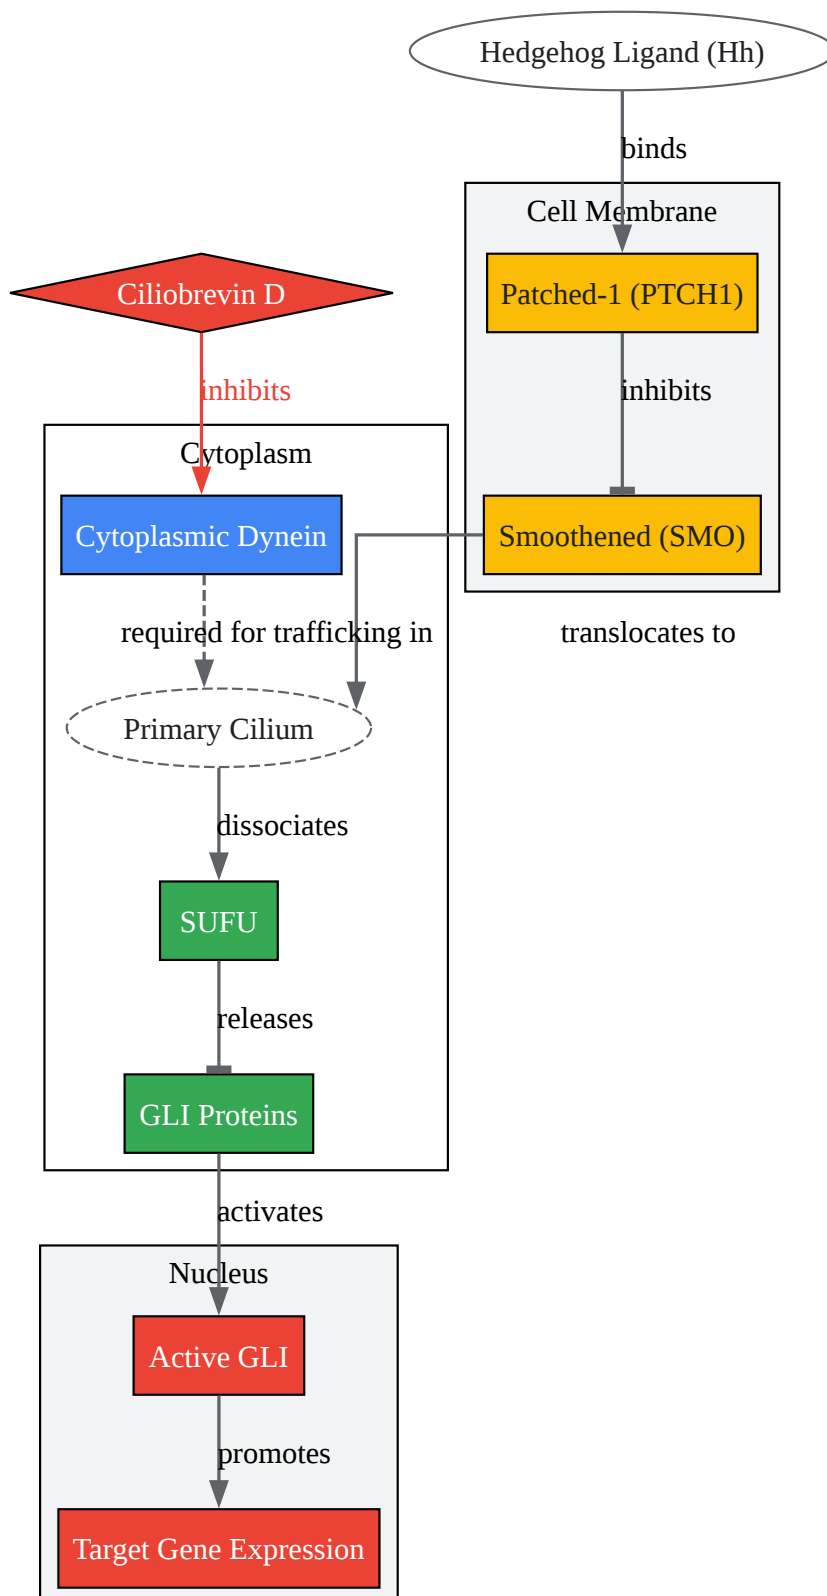 Hedgehog Ligand (Hh)
binds
Cell Membrane
Ciliobrevin D
Patched-1 (PTCH1)
inhibits
inhibits
Cytoplasm
Cytoplasmic Dynein
Smoothened (SMO)
required for trafficking in
translocates to
Primary Cilium
dissociates
SUFU
releases
GLI Proteins
activates
Nucleus
Active GLI
promotes
Target Gene Expression